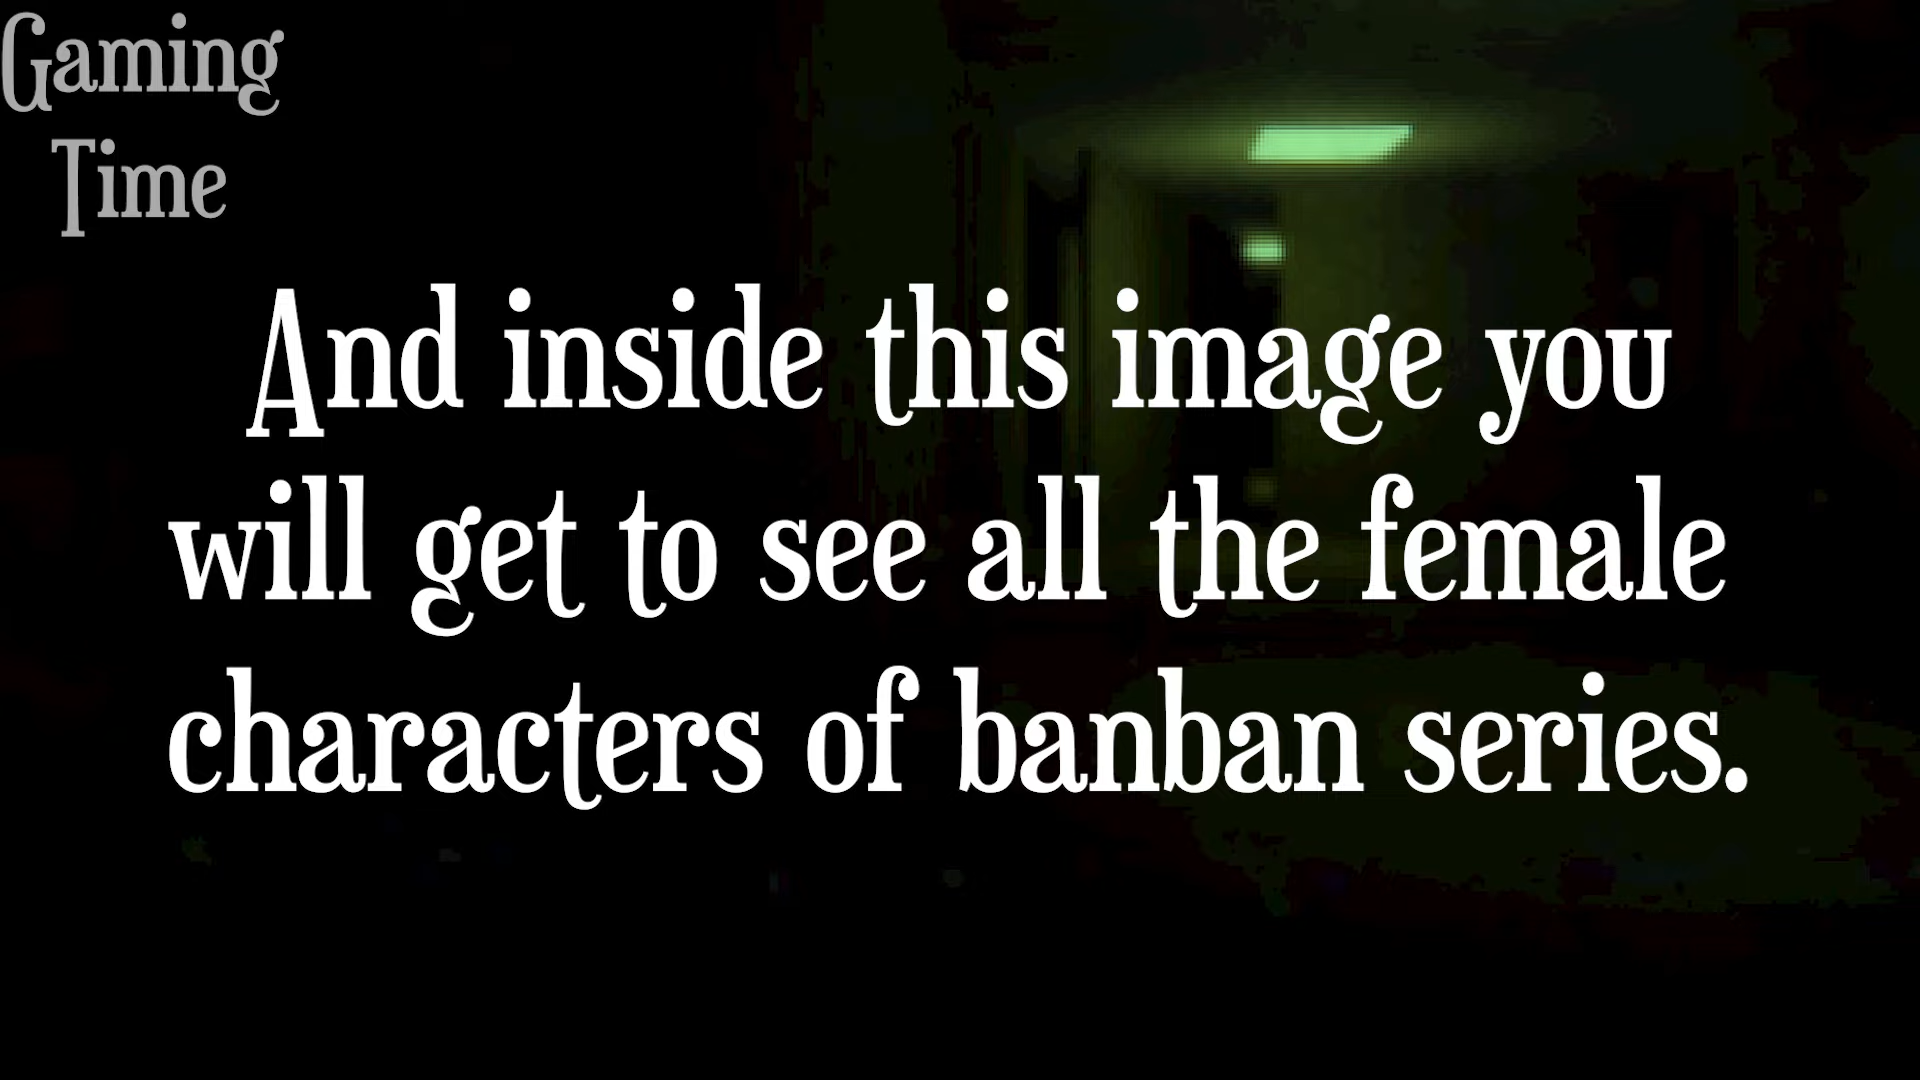 Gaming
Time
And inside this image you
will get to see all the female
characters of banban series.